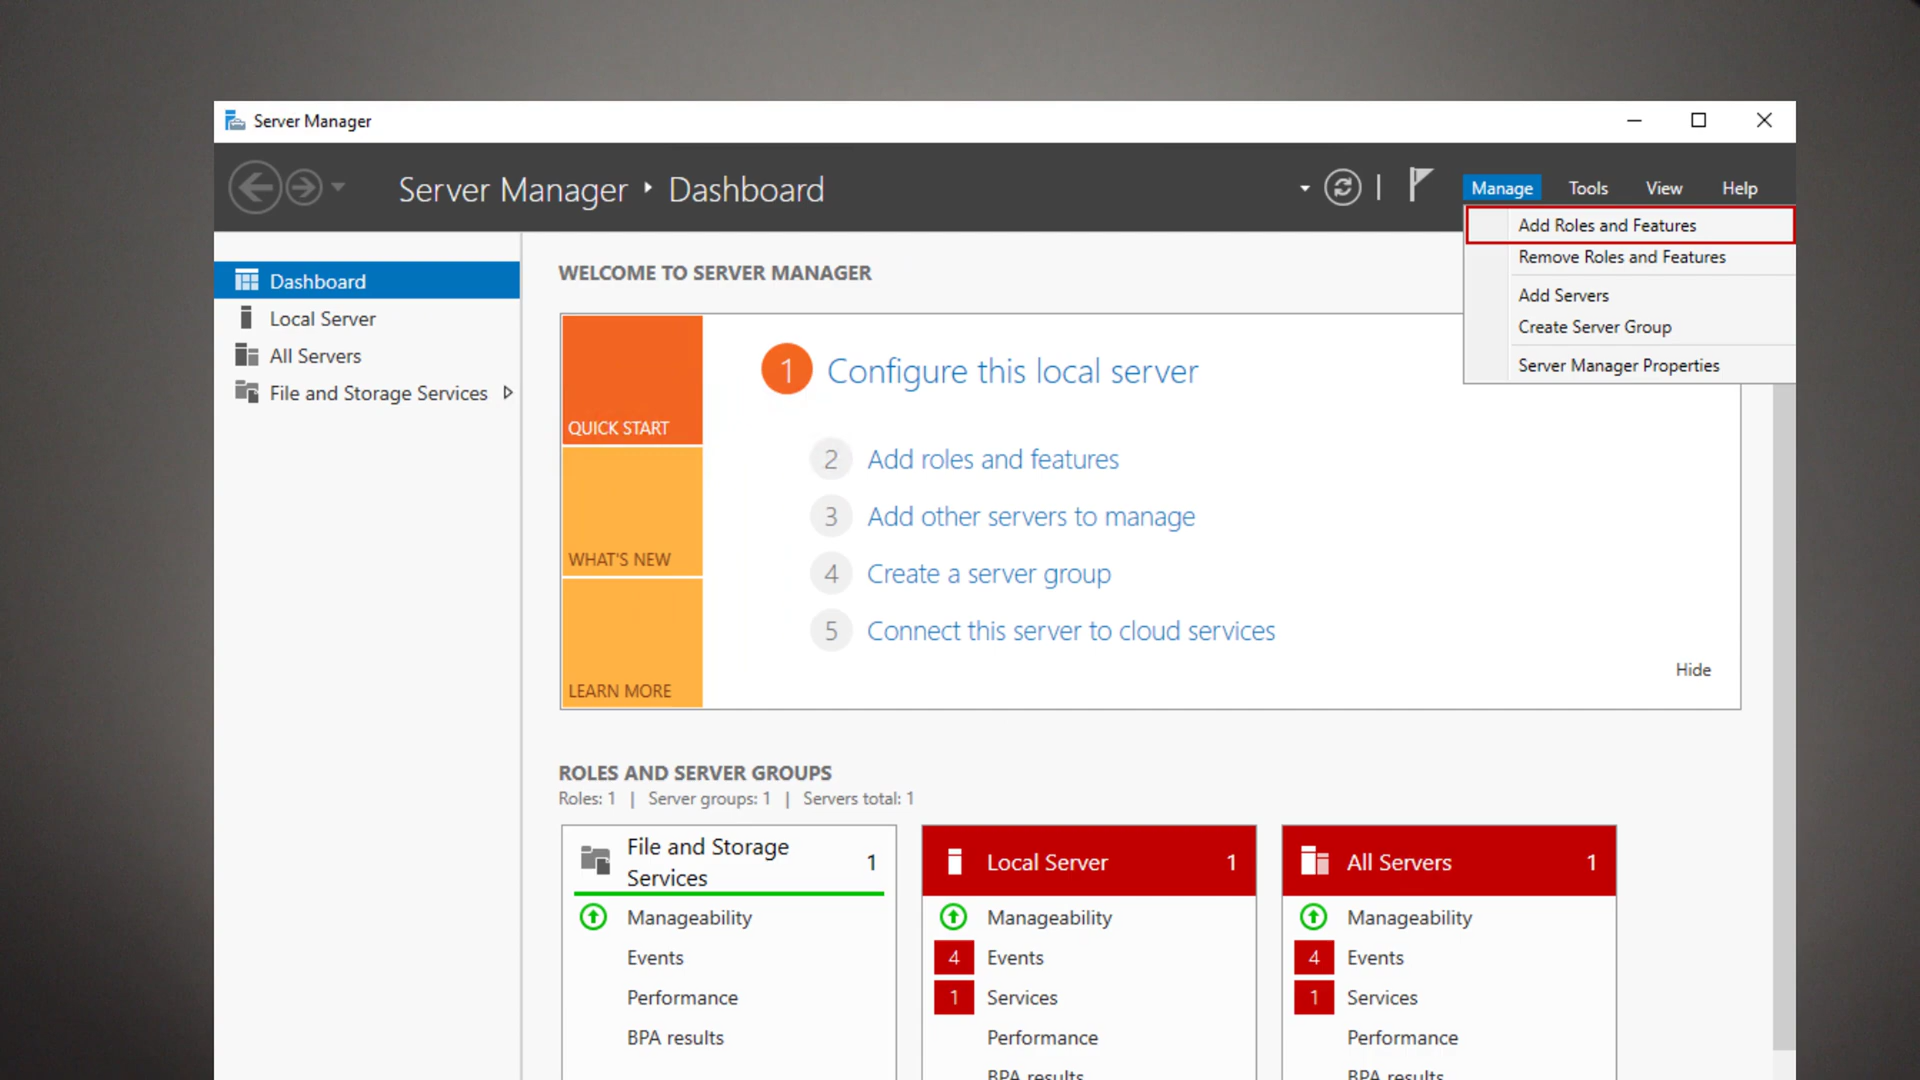 Server Manager
Server Manager Dashboard
Manage Tools View Help
Add Roles and Features
Remove Roles and Features
Add Servers
Create Server Group
Server Manager Properties
Dashboard
Local Server
All Servers
File and Storage Services
WELCOME TO SERVER MANAGER
QUICK START
WHAT'S NEW
LEARN MORE
1 Configure this local server
2 Add roles and features
3 Add other servers to manage
4 Create a server group
5 Connect this server to cloud services
Hide
ROLES AND SERVER GROUPS
Roles: 1 | Server groups: 1 | Servers total: 1
File and Storage
Services 1
Manageability
Events
Performance
BPA results
Local Server 1
Manageability
4 Events
1 Services
Performance
BPA results
All Servers 1
Manageability
4 Events
1 Services
Performance
BPA results